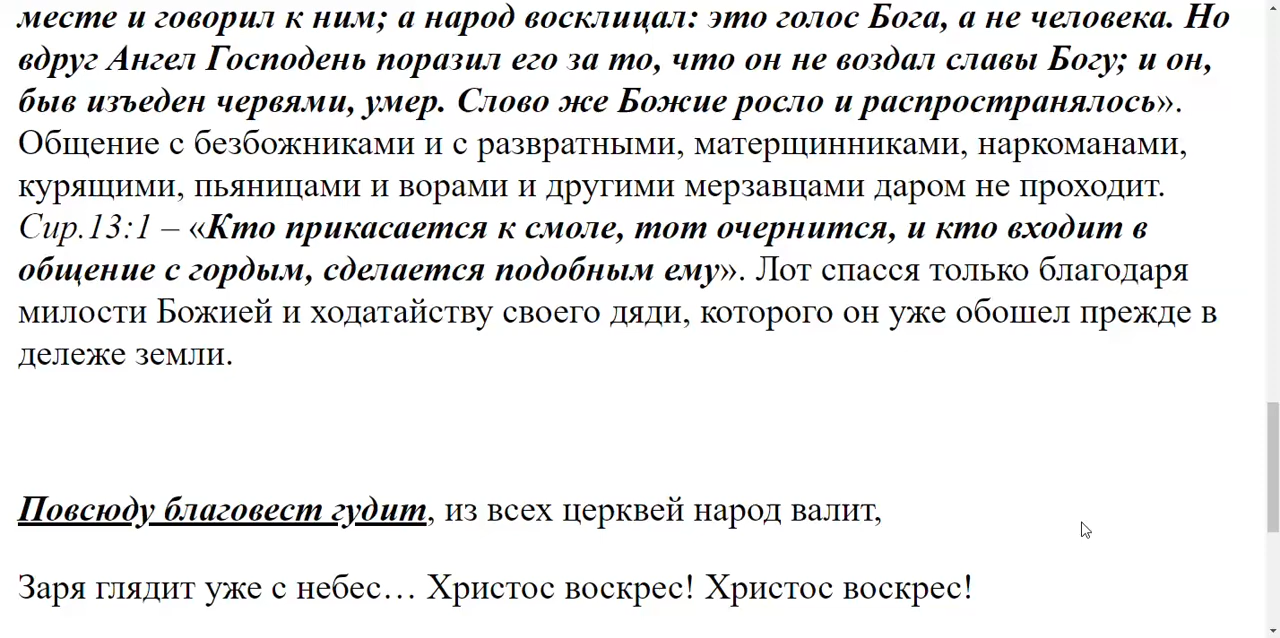 месте и говорил к ним; а народ восклицал: это голос Бога, а не человека. Но
вдруг Ангел Господень поразил его за то, что он не воздал славы Богу; и он,
быв изъеден червями, умер. Слово же Божие росло и распространялось».
Общение с безбожниками и с развратными, матерщинниками, наркоманами,
курящими, пьяницами и ворами и другими мерзавцами даром не проходит.
Сир.13:1 – «Кто прикасается к смоле, тот очернится, и кто входит в
общение с гордым, сделается подобным ему». Лот спасся только благодаря
милости Божией и ходатайству своего дяди, которого он уже обошел прежде в
дележе земли.
Повсюду благовест гудит, из всех церквей народ валит,
Заря глядит уже с небес… Христос воскрес! Христос воскрес!